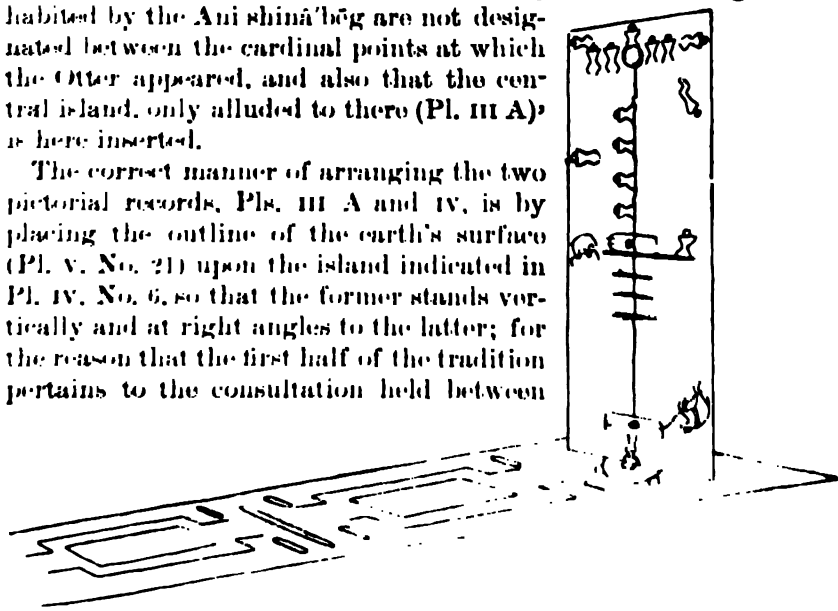 habited by the Ani shinâ′bēg are not desig-
nated between the cardinal points at which
the Otter appeared, and also that the cen-
tral island, only alluded to there (Pl. III A),
is here inserted.
The correct manner of arranging the two
pictorial records, Pls. III A and IV, is by
placing the outline of the earth's surface
(Pl. V, No. 21) upon the island indicated in
Pl. IV, No. 6, so that the former stands ver-
tically and at right angles to the latter; for
the reason that the first half of the tradition
pertains to the consultation held between